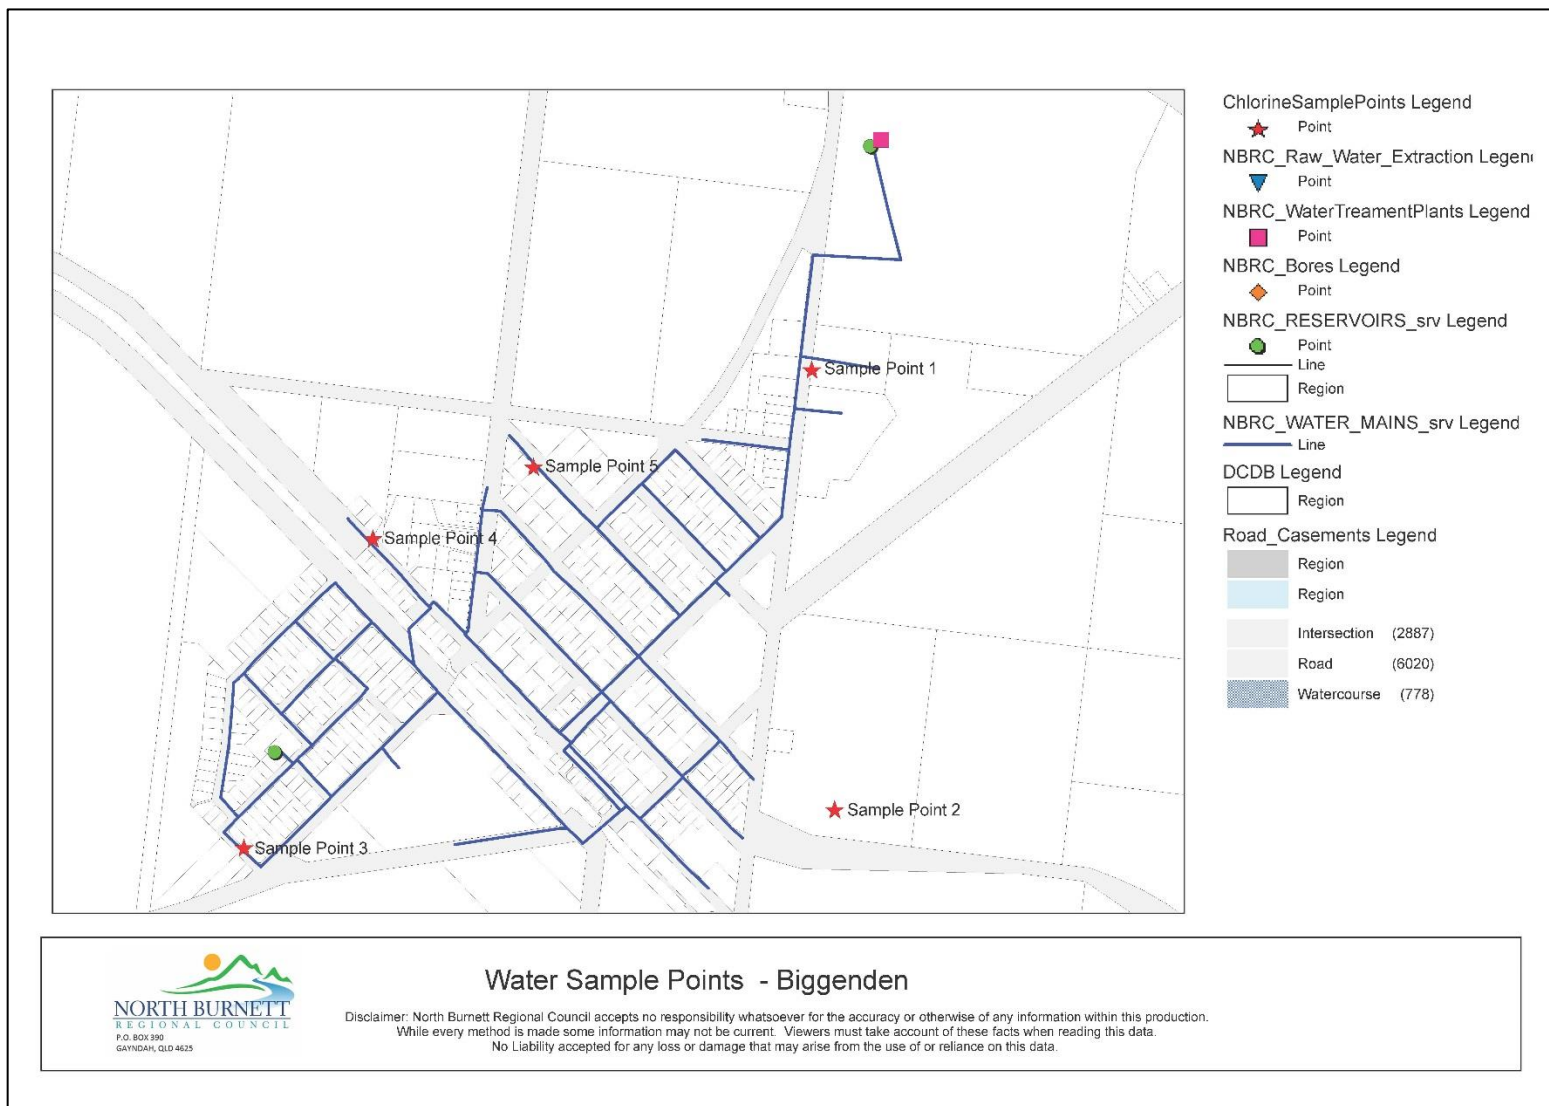 Sample Point 1
Sample Point 5
Sample Point 4
Sample Point 2
Sample Point 3
ChlorineSamplePoints Legend
Point
NBRC_Raw_Water_Extraction Legend
Point
NBRC_WaterTreamentPlants Legend
Point
NBRC_Bores Legend
Point
NBRC_RESERVOIRS_srv Legend
Point
Line
Region
NBRC_WATER_MAINS_srv Legend
Line
DCDB Legend
Region
Road_Casements Legend
Region
Region
Intersection (2887)
Road (6020)
Watercourse (778)
NORTH BURNETT
REGIONAL COUNCIL
P.O. BOX 390
GAYNDAH, QLD 4625
Water Sample Points - Biggenden
Disclaimer: North Burnett Regional Council accepts no responsibility whatsoever for the accuracy or otherwise of any information within this production.
While every method is made some information may not be current. Viewers must take account of these facts when reading this data.
No Liability accepted for any loss or damage that may arise from the use of or reliance on this data.